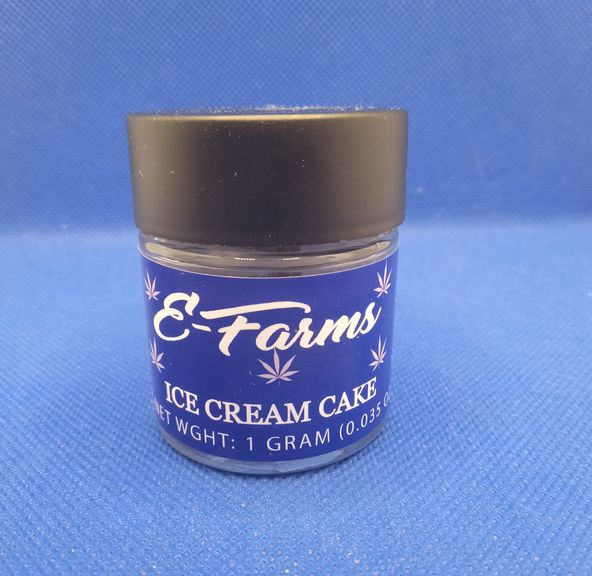 E-Farms
ICE CREAM CAKE
NET WGHT: 1 GRAM (0.035 O